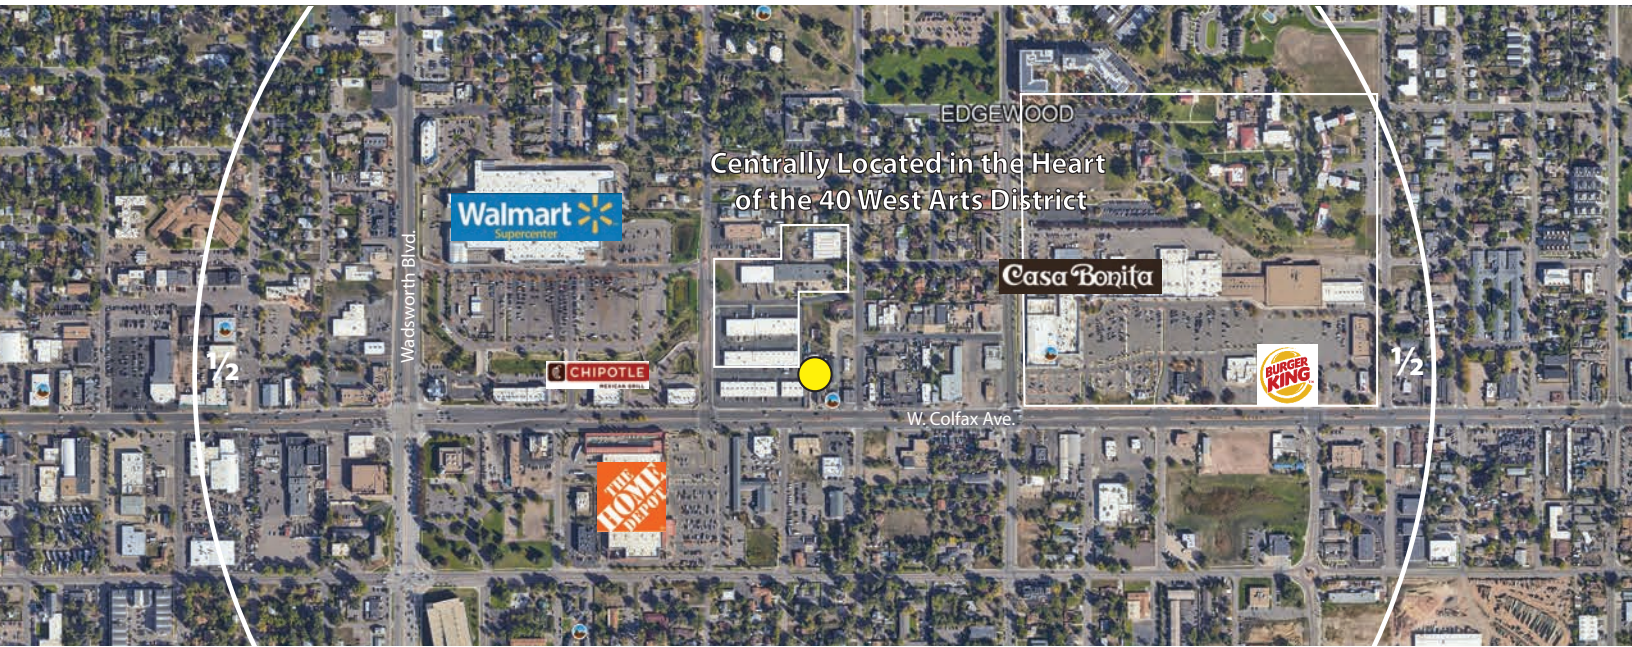 EDGEWOOD
Centrally Located in the Heart
of the 40 West Arts District
Walmart
Supercenter
Wadsworth Blvd.
Casa Bonita
½
CHIPOTLE
MEXICAN GRILL
BURGER
KING
½
W. Colfax Ave.
THE
HOME
DEPOT